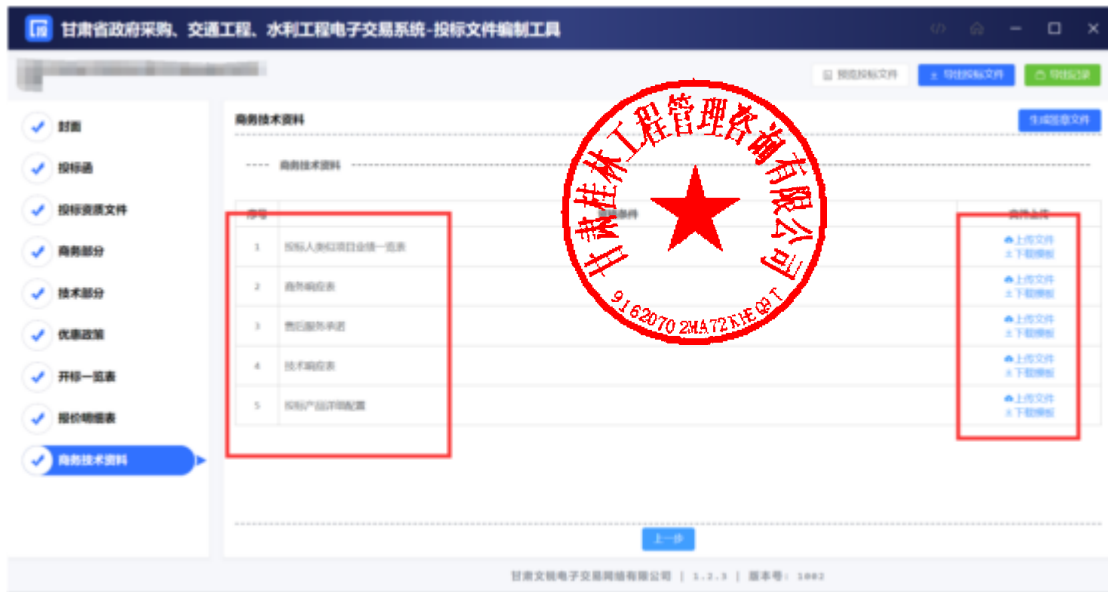 甘肃省政府采购、交通工程、水利工程电子交易系统-投标文件编制工具
预览投标文件 导出投标文件 导出记录
封面
投标函
投标资质文件
商务部分
技术部分
优惠政策
开标一览表
报价明细表
商务技术资料
商务技术资料
生成签章文件
商务技术资料
序号 文件上传
1 投标人类似项目业绩一览表 上传文件
下载模板
2 商务响应表 上传文件
下载模板
3 售后服务承诺 上传文件
下载模板
4 技术响应表 上传文件
下载模板
5 投标产品详细配置 上传文件
下载模板
甘肃桂林工程管理咨询有限公司
上一步
甘肃文锐电子交易网络有限公司 | 1.2.3 | 版本号: 1002